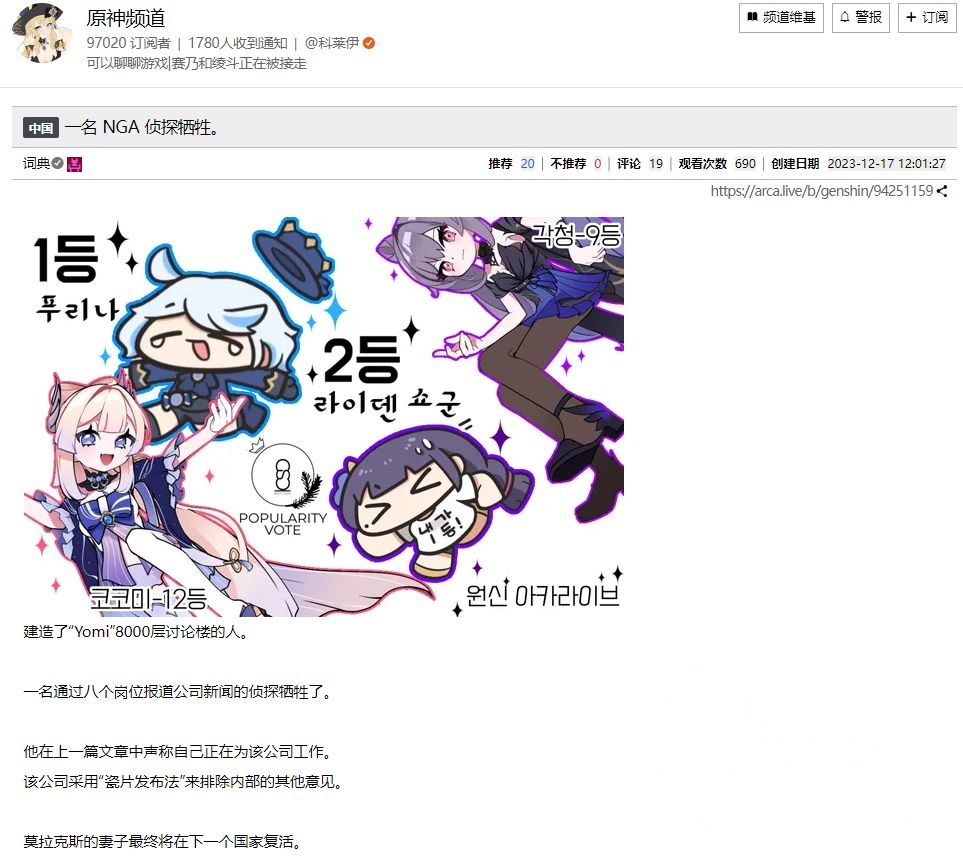 原神频道
97020 订阅者 | 1780人收到通知 | @科莱伊
可以聊聊游戏|赛乃和绫斗正在被接走
频道维基
警报
+ 订阅
中国 一名 NGA 侦探牺牲。
词典
推荐 20 | 不推荐 0 | 评论 19 | 观看次数 690 | 创建日期 2023-12-17 12:01:27
https://arca.live/b/genshin/94251159
1등
푸리나
각청-9등
2등
라이덴 쇼군
POPULARITY
VOTE
내가
2등!
코코미-12등
원신 아카라이브
建造了“Yomi”8000层讨论楼的人。
一名通过八个岗位报道公司新闻的侦探牺牲了。
他在上一篇文章中声称自己正在为该公司工作。
该公司采用“瓷片发布法”来排除内部的其他意见。
莫拉克斯的妻子最终将在下一个国家复活。